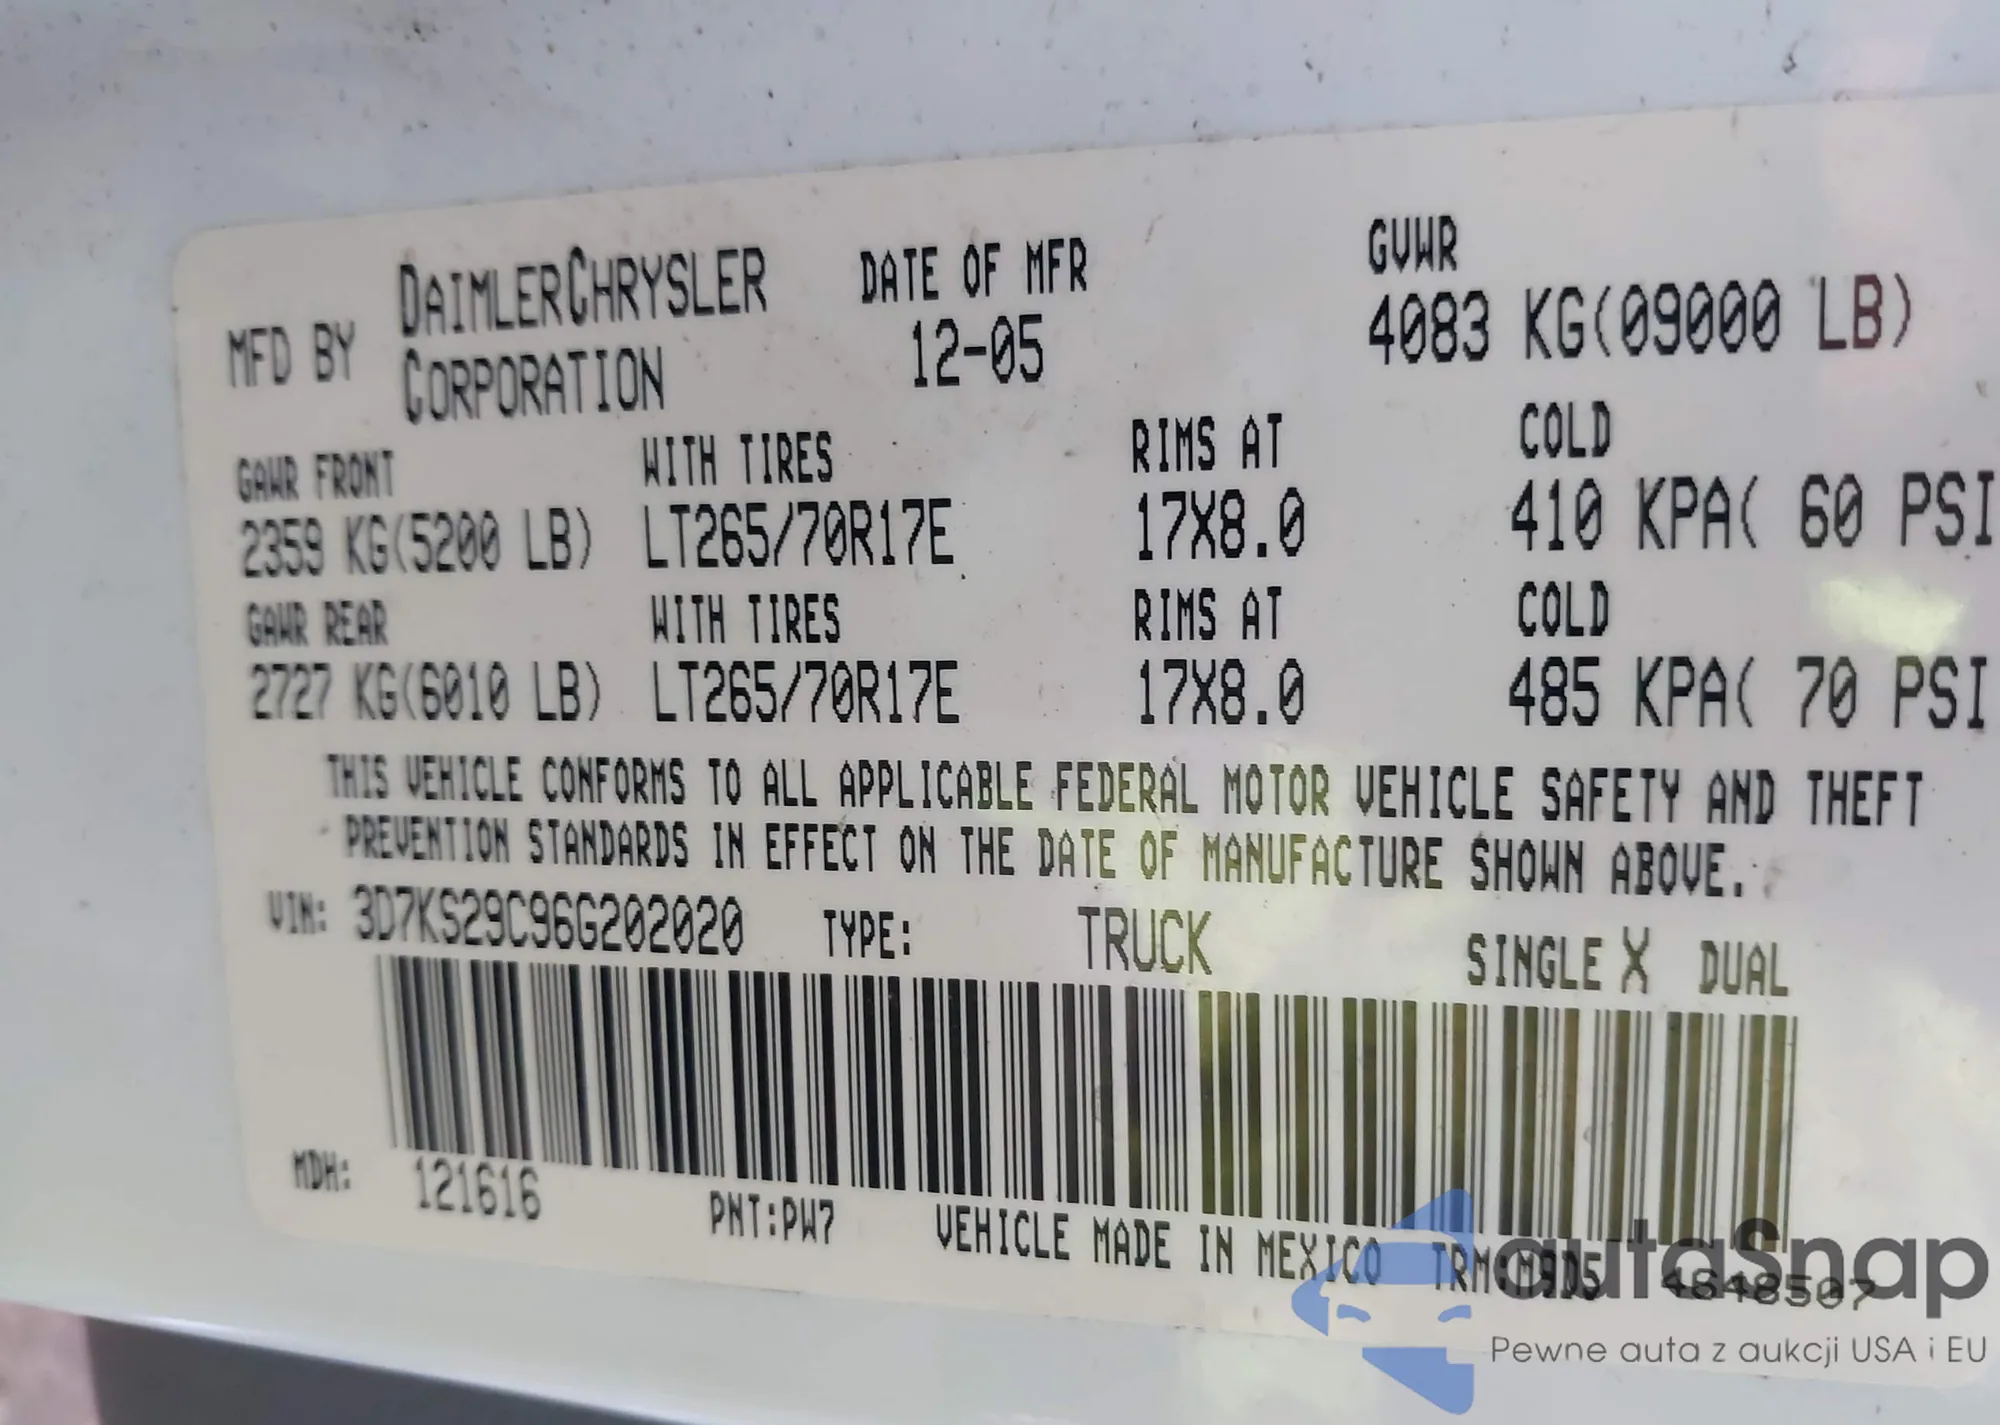 MFD BY DAIMLERCHRYSLER CORPORATION DATE OF MFR 12-05 GVWR 4083 KG(09000 LB)
GAWR FRONT WITH TIRES RIMS AT COLD
2359 KG(5200 LB) LT265/70R17E 17X8.0 410 KPA( 60 PSI
GAWR REAR WITH TIRES RIMS AT COLD
2727 KG(6010 LB) LT265/70R17E 17X8.0 485 KPA( 70 PSI
THIS VEHICLE CONFORMS TO ALL APPLICABLE FEDERAL MOTOR VEHICLE SAFETY AND THEFT
PREVENTION STANDARDS IN EFFECT ON THE DATE OF MANUFACTURE SHOWN ABOVE.
VIN: 3D7KS29C96G202020 TYPE: TRUCK SINGLE X DUAL
MDH: 121616 PNT:PW7 VEHICLE MADE IN MEXICO TRM:M9D5 4648507
autaSnap
Pewne auta z aukcji USA i EU